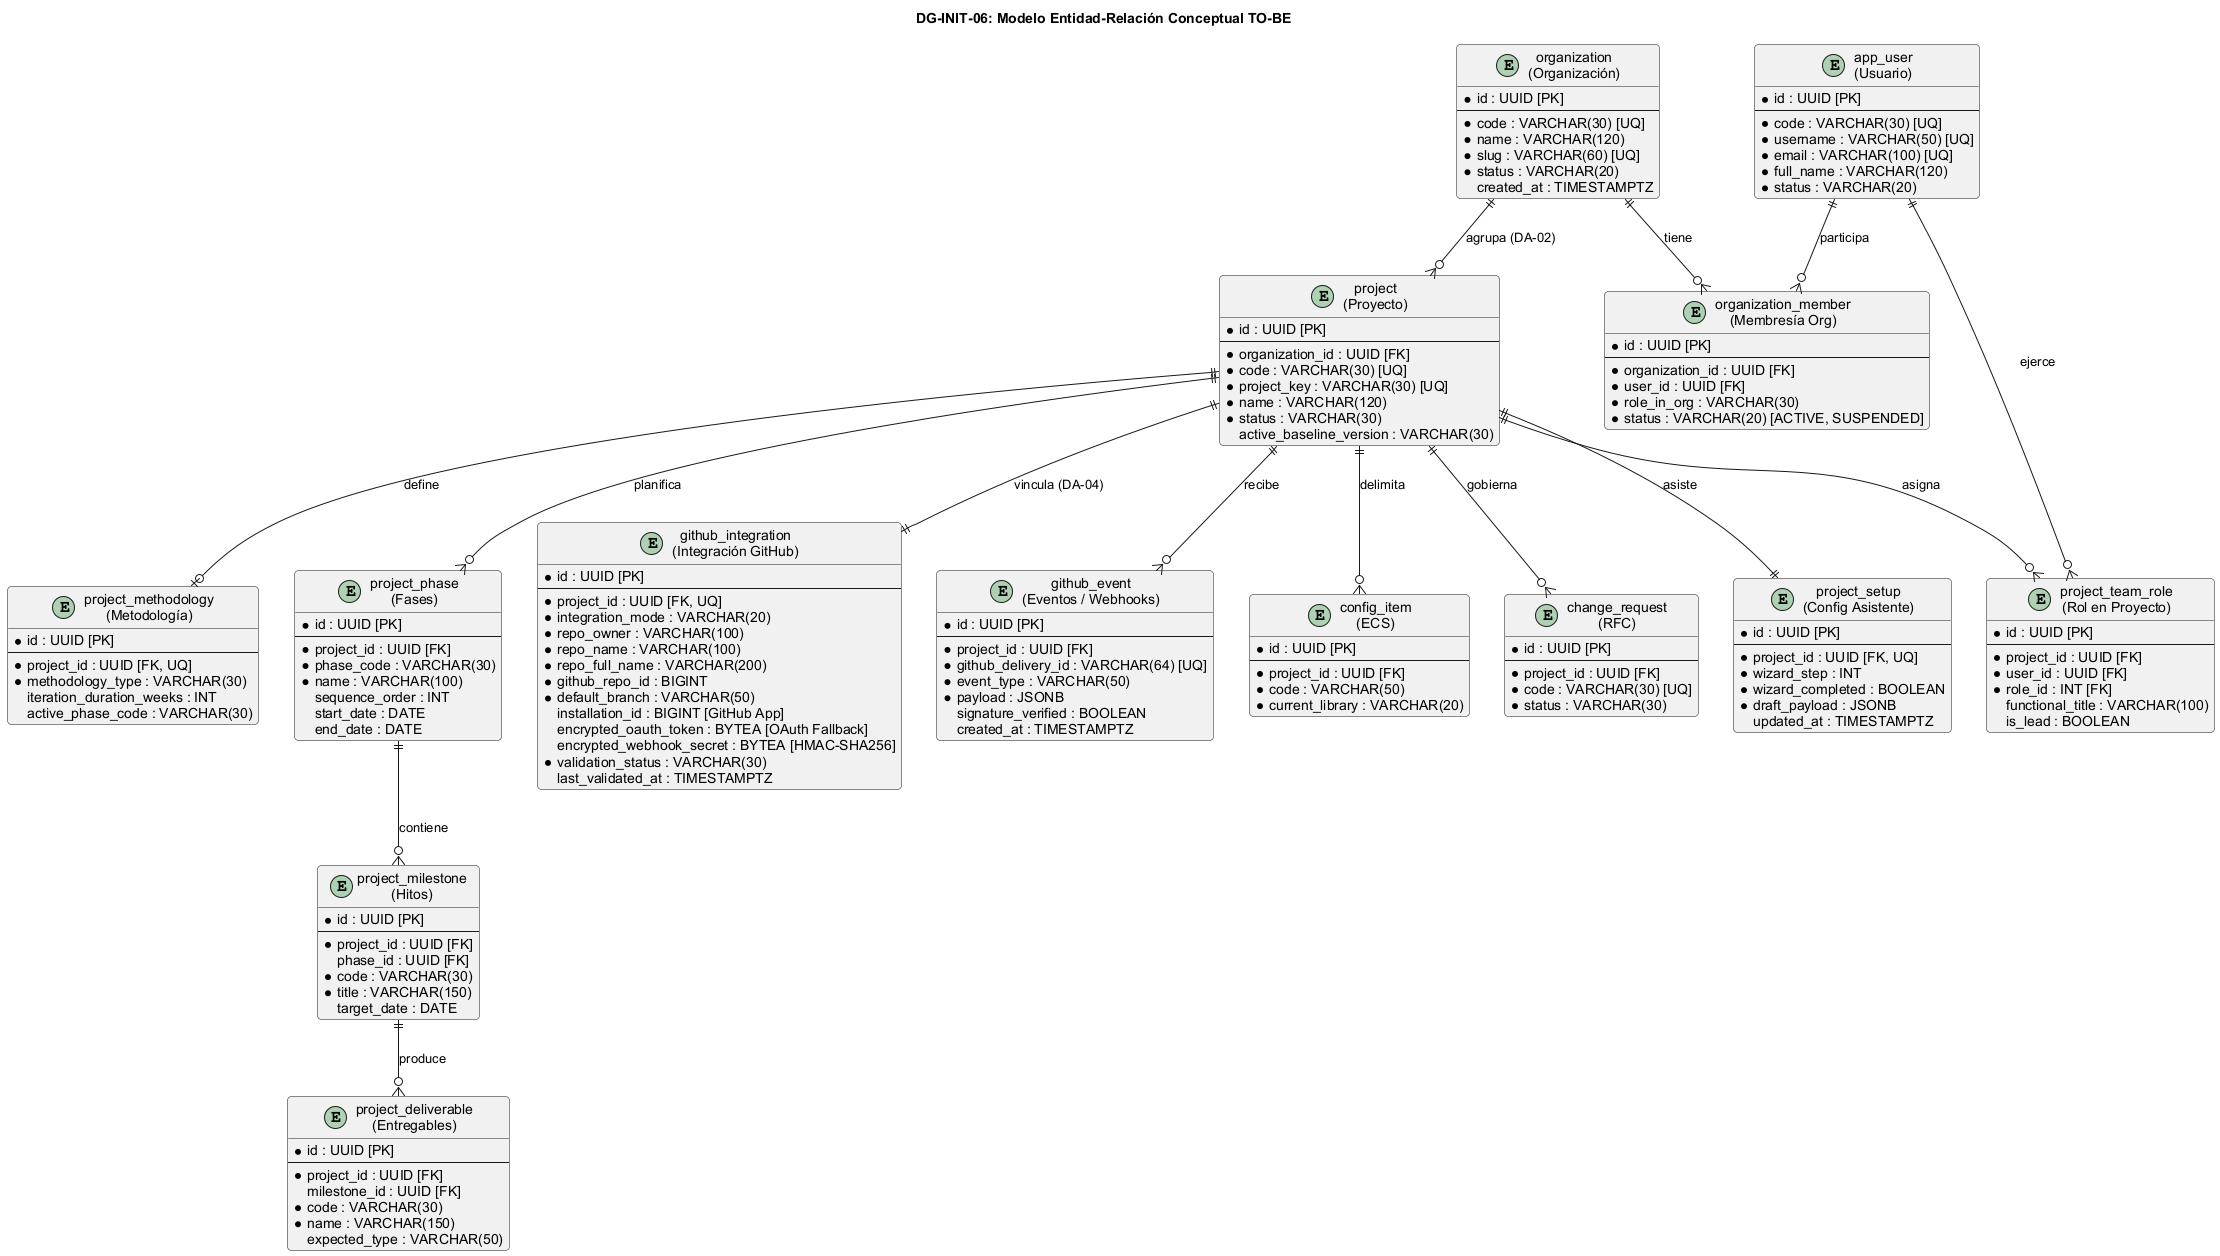 DG-INIT-06: Modelo Entidad-Relación Conceptual TO-BE
E
organization
(Organización)
* id : UUID [PK]
* code : VARCHAR(30) [UQ]
* name : VARCHAR(120)
* slug : VARCHAR(60) [UQ]
* status : VARCHAR(20)
created_at : TIMESTAMPTZ
E
app_user
(Usuario)
* id : UUID [PK]
* code : VARCHAR(30) [UQ]
* username : VARCHAR(50) [UQ]
* email : VARCHAR(100) [UQ]
* full_name : VARCHAR(120)
* status : VARCHAR(20)
agrupa (DA-02)
tiene
participa
ejerce
E
project
(Proyecto)
* id : UUID [PK]
* organization_id : UUID [FK]
* code : VARCHAR(30) [UQ]
* project_key : VARCHAR(30) [UQ]
* name : VARCHAR(120)
* status : VARCHAR(30)
active_baseline_version : VARCHAR(30)
E
organization_member
(Membresía Org)
* id : UUID [PK]
* organization_id : UUID [FK]
* user_id : UUID [FK]
* role_in_org : VARCHAR(30)
* status : VARCHAR(20) [ACTIVE, SUSPENDED]
define
planifica
vincula (DA-04)
recibe
delimita
gobierna
asiste
asigna
E
project_methodology
(Metodología)
* id : UUID [PK]
* project_id : UUID [FK, UQ]
* methodology_type : VARCHAR(30)
iteration_duration_weeks : INT
active_phase_code : VARCHAR(30)
E
project_phase
(Fases)
* id : UUID [PK]
* project_id : UUID [FK]
* phase_code : VARCHAR(30)
* name : VARCHAR(100)
sequence_order : INT
start_date : DATE
end_date : DATE
E
github_integration
(Integración GitHub)
* id : UUID [PK]
* project_id : UUID [FK, UQ]
* integration_mode : VARCHAR(20)
* repo_owner : VARCHAR(100)
* repo_name : VARCHAR(100)
* repo_full_name : VARCHAR(200)
* github_repo_id : BIGINT
* default_branch : VARCHAR(50)
installation_id : BIGINT [GitHub App]
encrypted_oauth_token : BYTEA [OAuth Fallback]
encrypted_webhook_secret : BYTEA [HMAC-SHA256]
* validation_status : VARCHAR(30)
last_validated_at : TIMESTAMPTZ
E
github_event
(Eventos / Webhooks)
* id : UUID [PK]
* project_id : UUID [FK]
* github_delivery_id : VARCHAR(64) [UQ]
* event_type : VARCHAR(50)
* payload : JSONB
signature_verified : BOOLEAN
created_at : TIMESTAMPTZ
E
config_item
(ECS)
* id : UUID [PK]
* project_id : UUID [FK]
* code : VARCHAR(50)
* current_library : VARCHAR(20)
E
change_request
(RFC)
* id : UUID [PK]
* project_id : UUID [FK]
* code : VARCHAR(30) [UQ]
* status : VARCHAR(30)
E
project_setup
(Config Asistente)
* id : UUID [PK]
* project_id : UUID [FK, UQ]
* wizard_step : INT
* wizard_completed : BOOLEAN
* draft_payload : JSONB
updated_at : TIMESTAMPTZ
E
project_team_role
(Rol en Proyecto)
* id : UUID [PK]
* project_id : UUID [FK]
* user_id : UUID [FK]
* role_id : INT [FK]
functional_title : VARCHAR(100)
is_lead : BOOLEAN
contiene
E
project_milestone
(Hitos)
* id : UUID [PK]
* project_id : UUID [FK]
phase_id : UUID [FK]
* code : VARCHAR(30)
* title : VARCHAR(150)
target_date : DATE
produce
E
project_deliverable
(Entregables)
* id : UUID [PK]
* project_id : UUID [FK]
milestone_id : UUID [FK]
* code : VARCHAR(30)
* name : VARCHAR(150)
expected_type : VARCHAR(50)